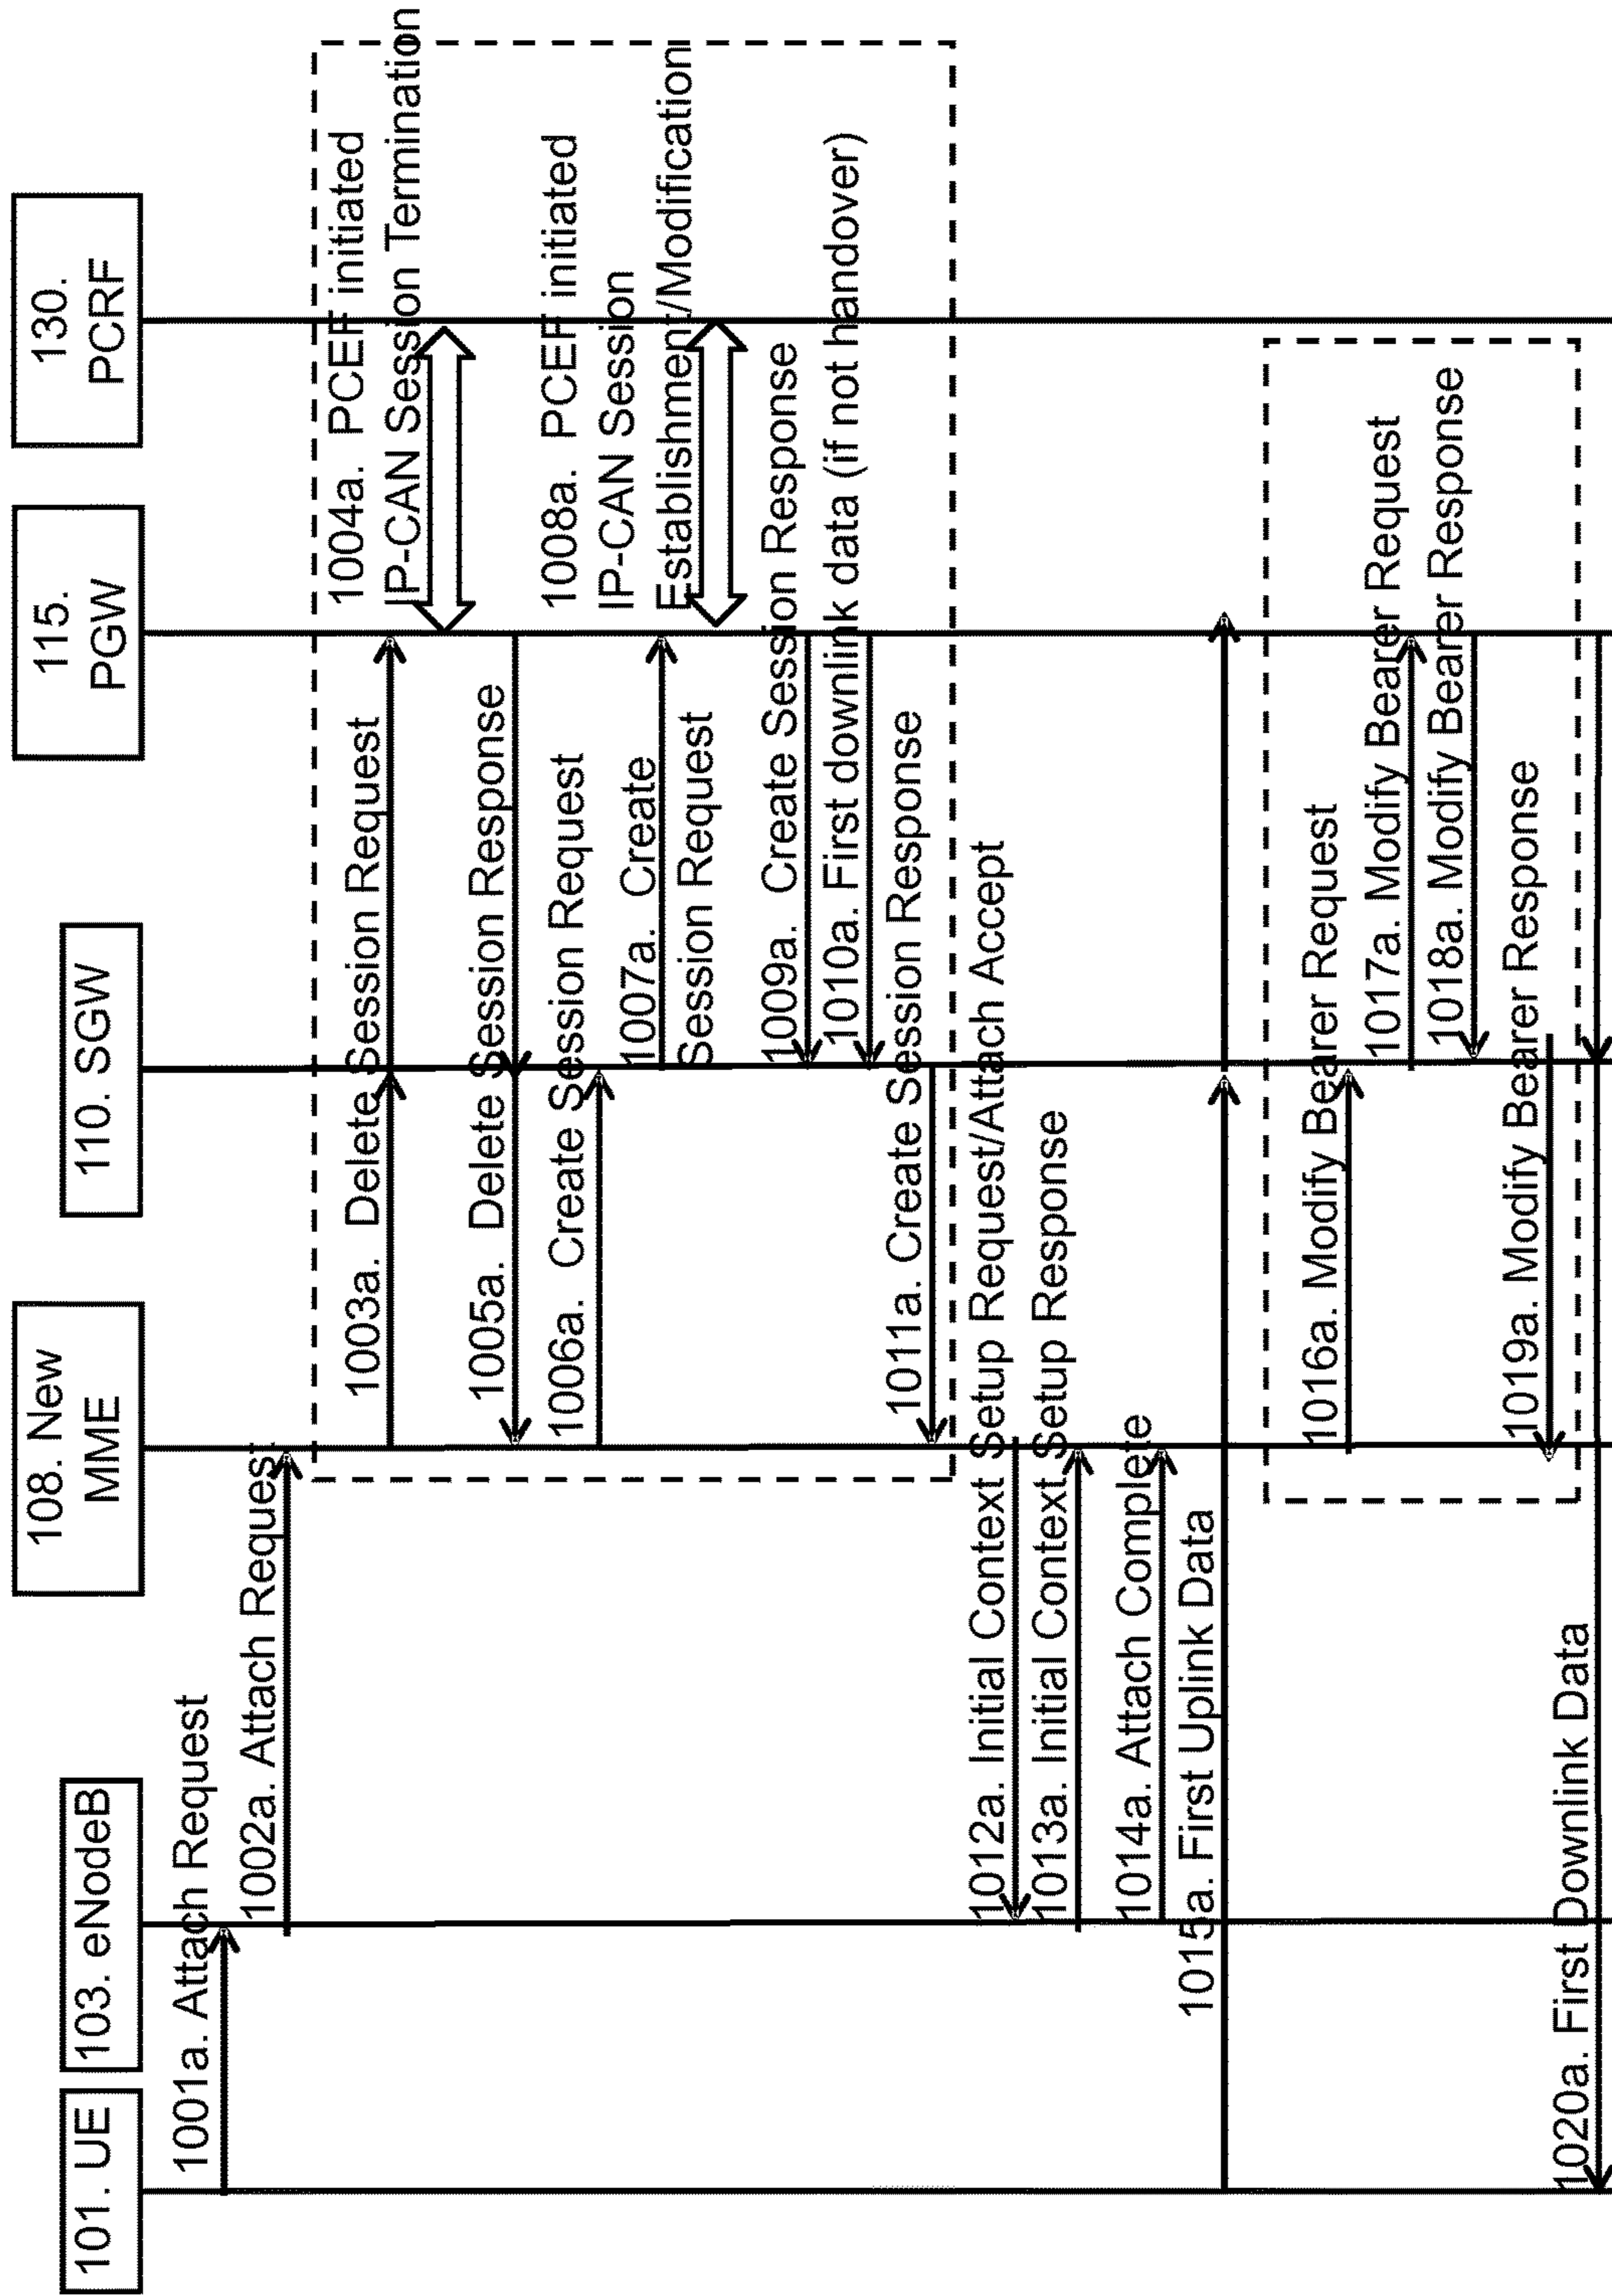 101. UE
103. eNodeB
108. New
MME
110. SGW
115.
PGW
130.
PCRF
1001a. Attach Request
1002a. Attach Request
1003a. Delete Session Request
1004a. PCEF initiated
IP-CAN Session Termination
1005a. Delete Session Response
1006a. Create Session Request
1007a. Create
Session Request
1008a. PCEF initiated
IP-CAN Session
Establishment/Modification
1009a. Create Session Response
1010a. First downlink data (if not handover)
1011a. Create Session Response
1012a. Initial Context Setup Request/Attach Accept
1013a. Initial Context Setup Response
1014a. Attach Complete
1015a. First Uplink Data
1016a. Modify Bearer Request
1017a. Modify Bearer Request
1018a. Modify Bearer Response
1019a. Modify Bearer Response
1020a. First Downlink Data